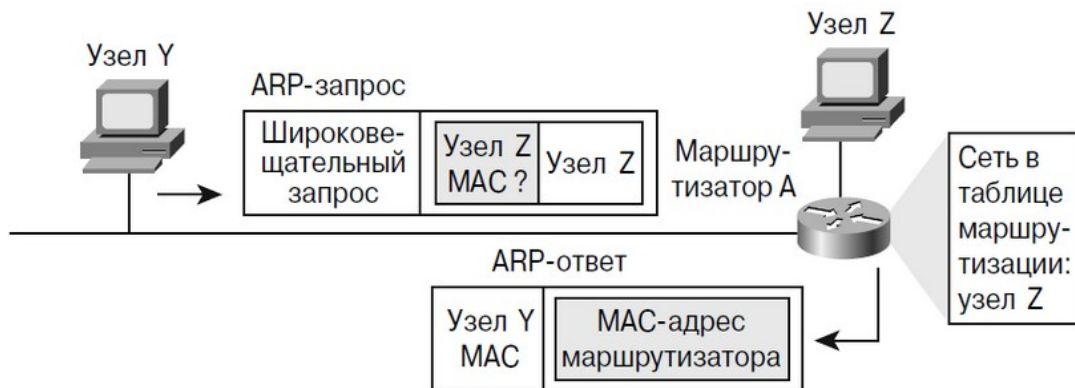 Узел Y
Узел Z
ARP-запрос
Широкове-
щательный
запрос
Узел Z
MAC ?
Узел Z
Маршру-
тизатор A
Сеть в
таблице
маршру-
тизации:
узел Z
ARP-ответ
Узел Y
MAC
MAC-адрес
маршрутизатора